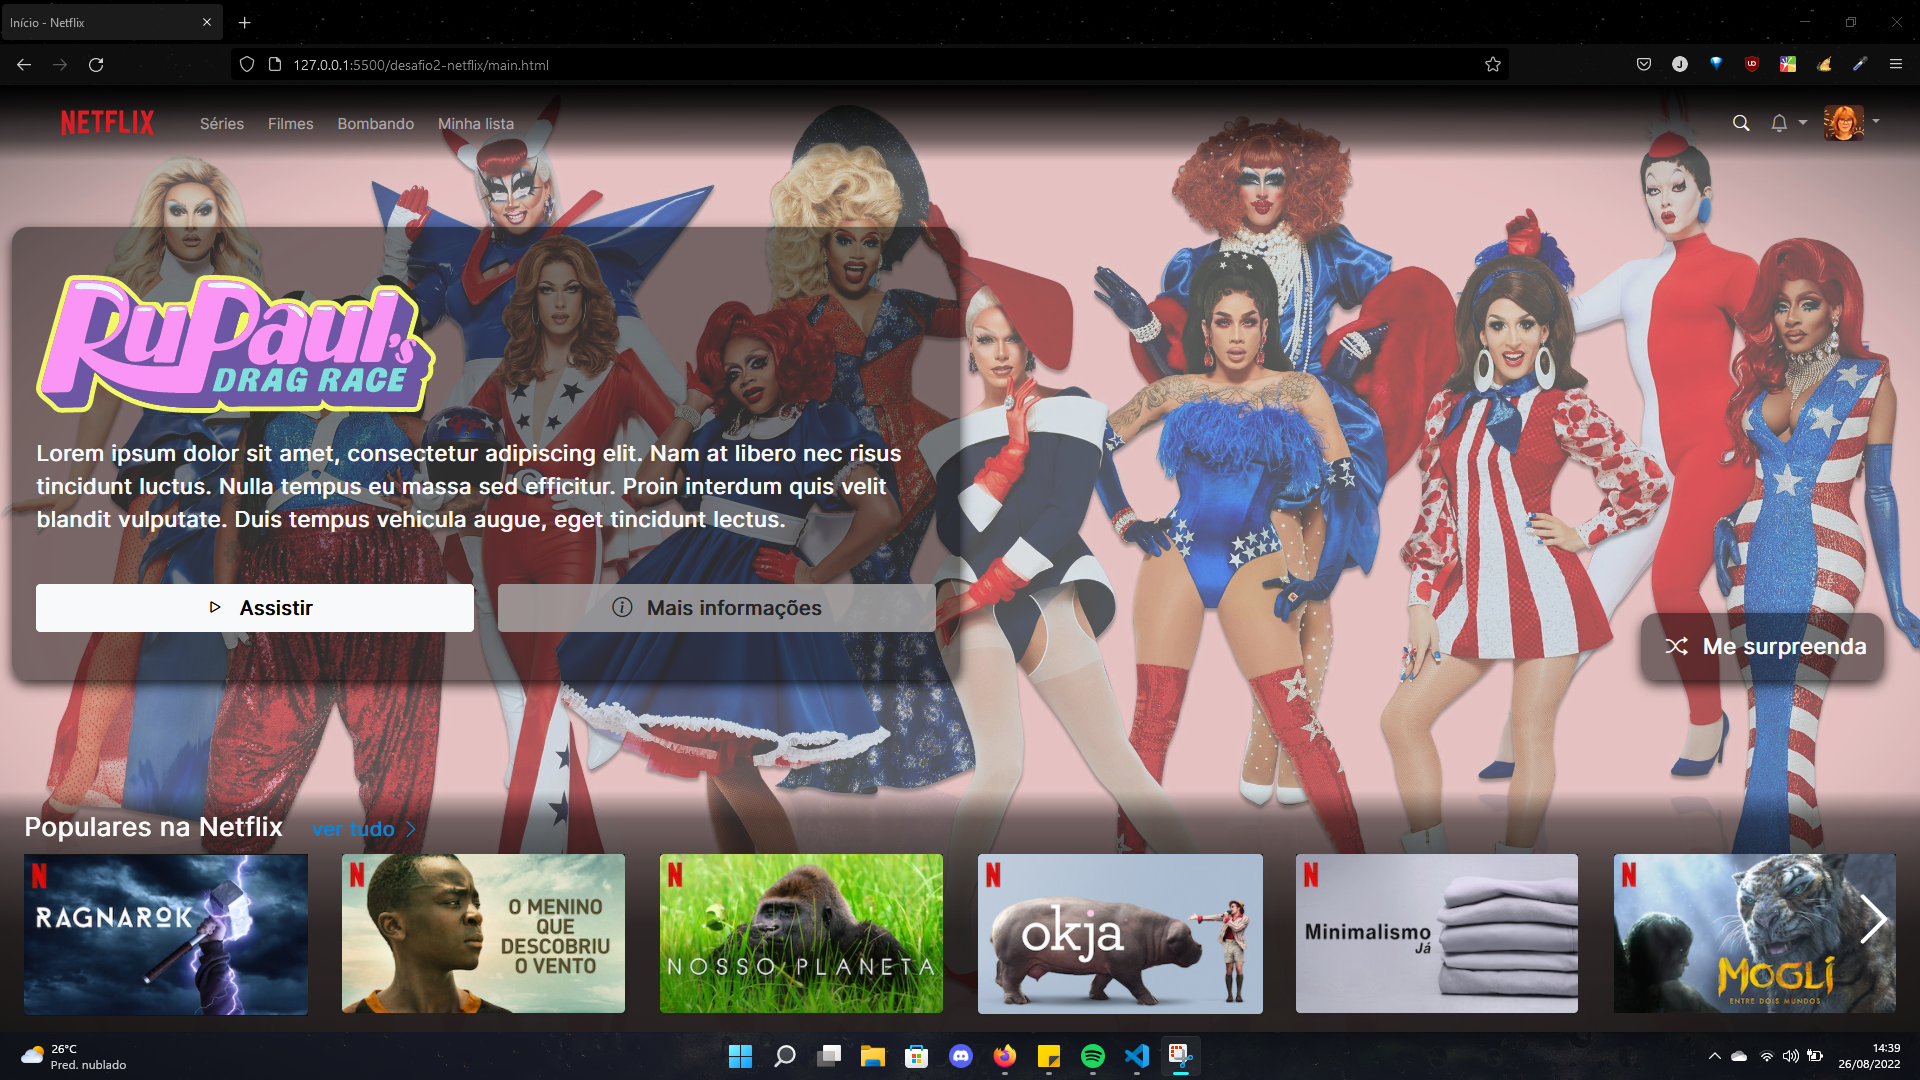 Início - Netflix
127.0.0.1:5500/desafio2-netflix/main.html
NETFLIX
Séries
Filmes
Bombando
Minha lista
RuPaul's
DRAG RACE
Lorem ipsum dolor sit amet, consectetur adipiscing elit. Nam at libero nec risus
tincidunt luctus. Nulla tempus eu massa sed efficitur. Proin interdum quis velit
blandit vulputate. Duis tempus vehicula augue, eget tincidunt lectus.
Assistir
Mais informações
Me surpreenda
Populares na Netflix
ver tudo
N
RAGNAROK
N
O MENINO
QUE
DESCOBRIU
O VENTO
N
NOSSO PLANETA
N
okja
N
Minimalismo
Já
N
MOGLI
ENTRE DOIS MUNDOS
26°C
Pred. nublado
14:39
26/08/2022